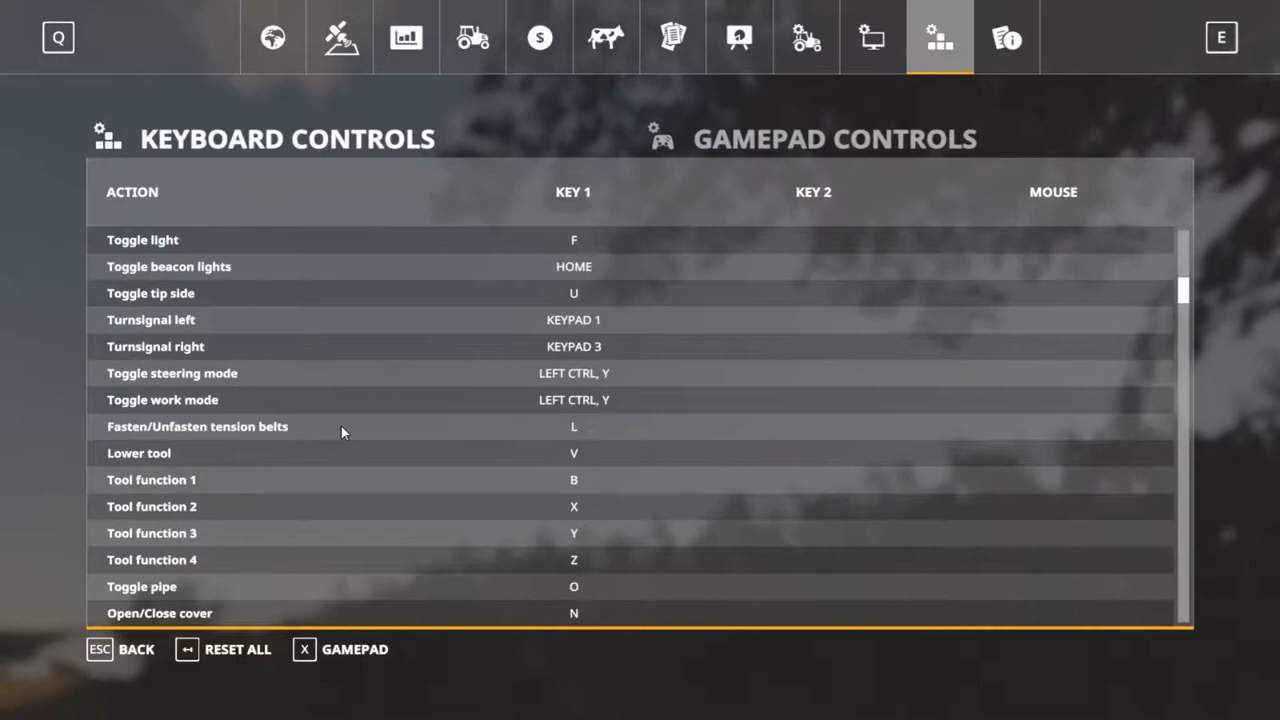 Q
E
KEYBOARD CONTROLS
GAMEPAD CONTROLS
ACTION KEY 1 KEY 2 MOUSE
Toggle light F
Toggle beacon lights HOME
Toggle tip side U
Turnsignal left KEYPAD 1
Turnsignal right KEYPAD 3
Toggle steering mode LEFT CTRL, Y
Toggle work mode LEFT CTRL, Y
Fasten/Unfasten tension belts L
Lower tool V
Tool function 1 B
Tool function 2 X
Tool function 3 Y
Tool function 4 Z
Toggle pipe O
Open/Close cover N
ESC BACK RESET ALL X GAMEPAD